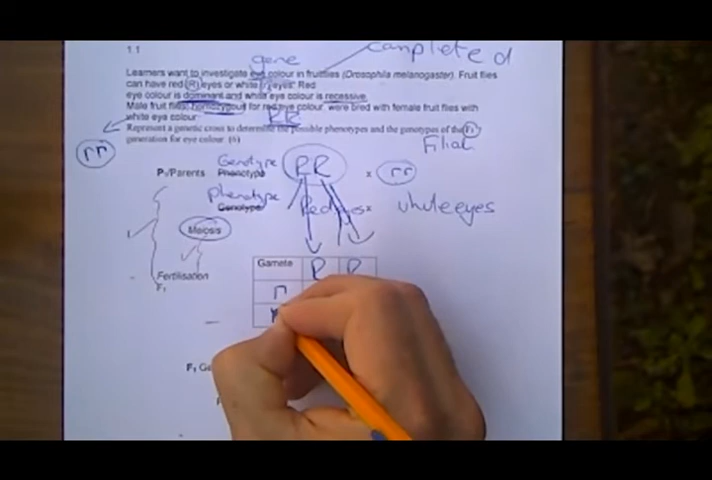 complete d
1.1
gene
Learners want to investigate eye colour in fruitflies (Drosophila melanogaster). Fruit flies
can have red (R) eyes or white (r) eyes. Red
eye colour is dominant and white eye colour is recessive.
Male fruit flies, homozygous for red eye colour, were bred with female fruit flies with
white eye colour.
RR
Represent a genetic cross to determine the possible phenotypes and the genotypes of the F1
generation for eye colour. (6)
rr
Filial
Genotype
P1/Parents Phenotype RR x rr
Phenotype
Genotype Red eyes x white eyes
Meiosis
Gamete R R
Fertilisation
r
F1
r
F1 Ge